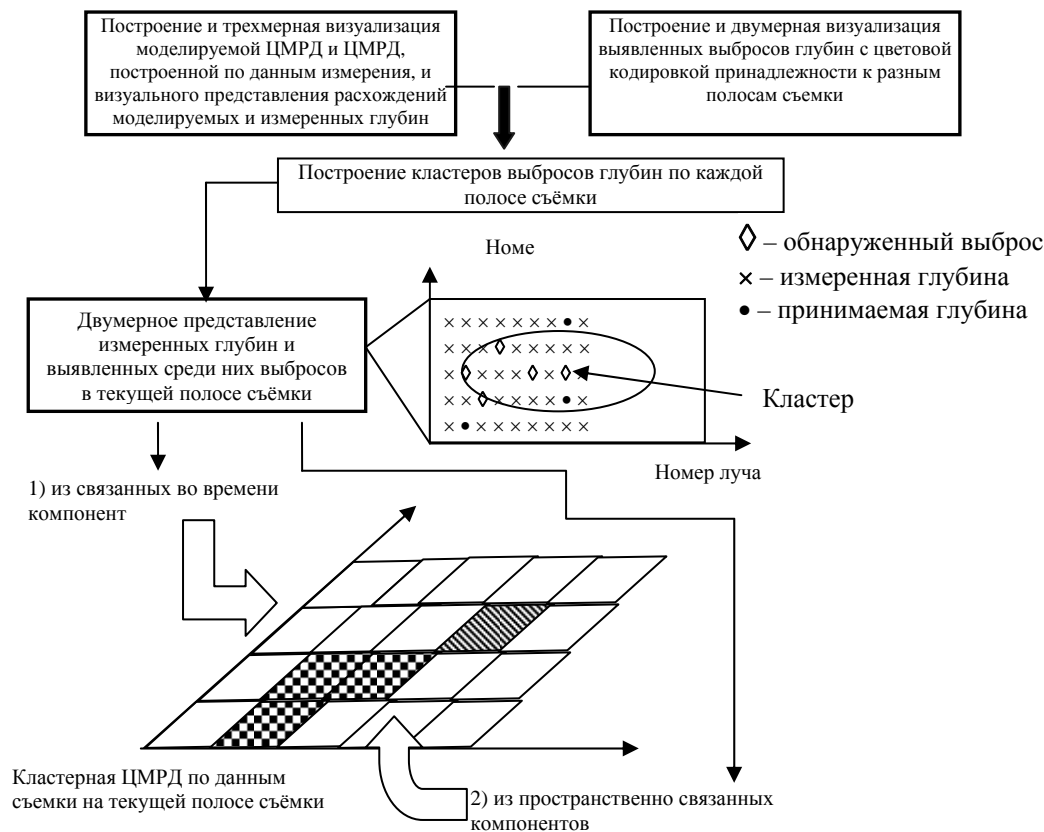 Построение и трехмерная визуализация
моделируемой ЦМРД и ЦМРД,
построенной по данным измерения, и
визуального представления расхождений
моделируемых и измеренных глубин
Построение и двумерная визуализация
выявленных выбросов глубин с цветовой
кодировкой принадлежности к разным
полосам съемки
Построение кластеров выбросов глубин по каждой
полосе съёмки
Номе
– обнаруженный выброс
× – измеренная глубина
● – принимаемая глубина
Двумерное представление
измеренных глубин и
выявленных среди них выбросов
в текущей полосе съёмки
Кластер
Номер луча
1) из связанных во времени
компонент
Кластерная ЦМРД по данным
съемки на текущей полосе съёмки
2) из пространственно связанных
компонентов